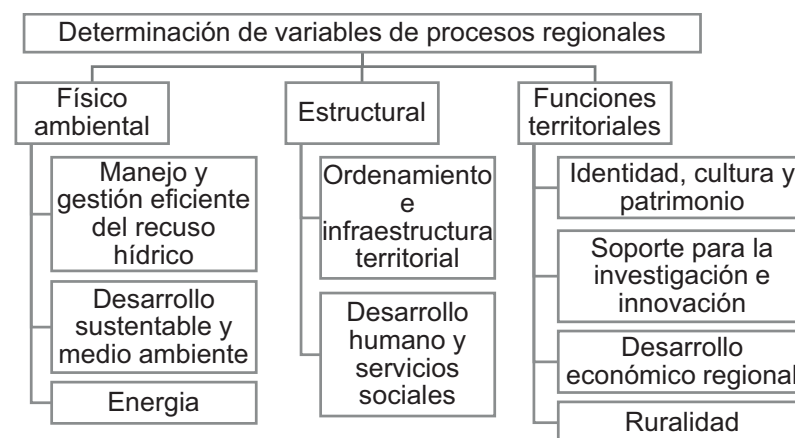 Determinación de variables de procesos regionales
Físico
ambiental
Manejo y
gestión eficiente
del recuso
hídrico
Desarrollo
sustentable y
medio ambiente
Energia
Estructural
Ordenamiento
e
infraestructura
territorial
Desarrollo
humano y
servicios
sociales
Funciones
territoriales
Identidad, cultura y
patrimonio
Soporte para la
investigación e
innovación
Desarrollo
económico regional
Ruralidad